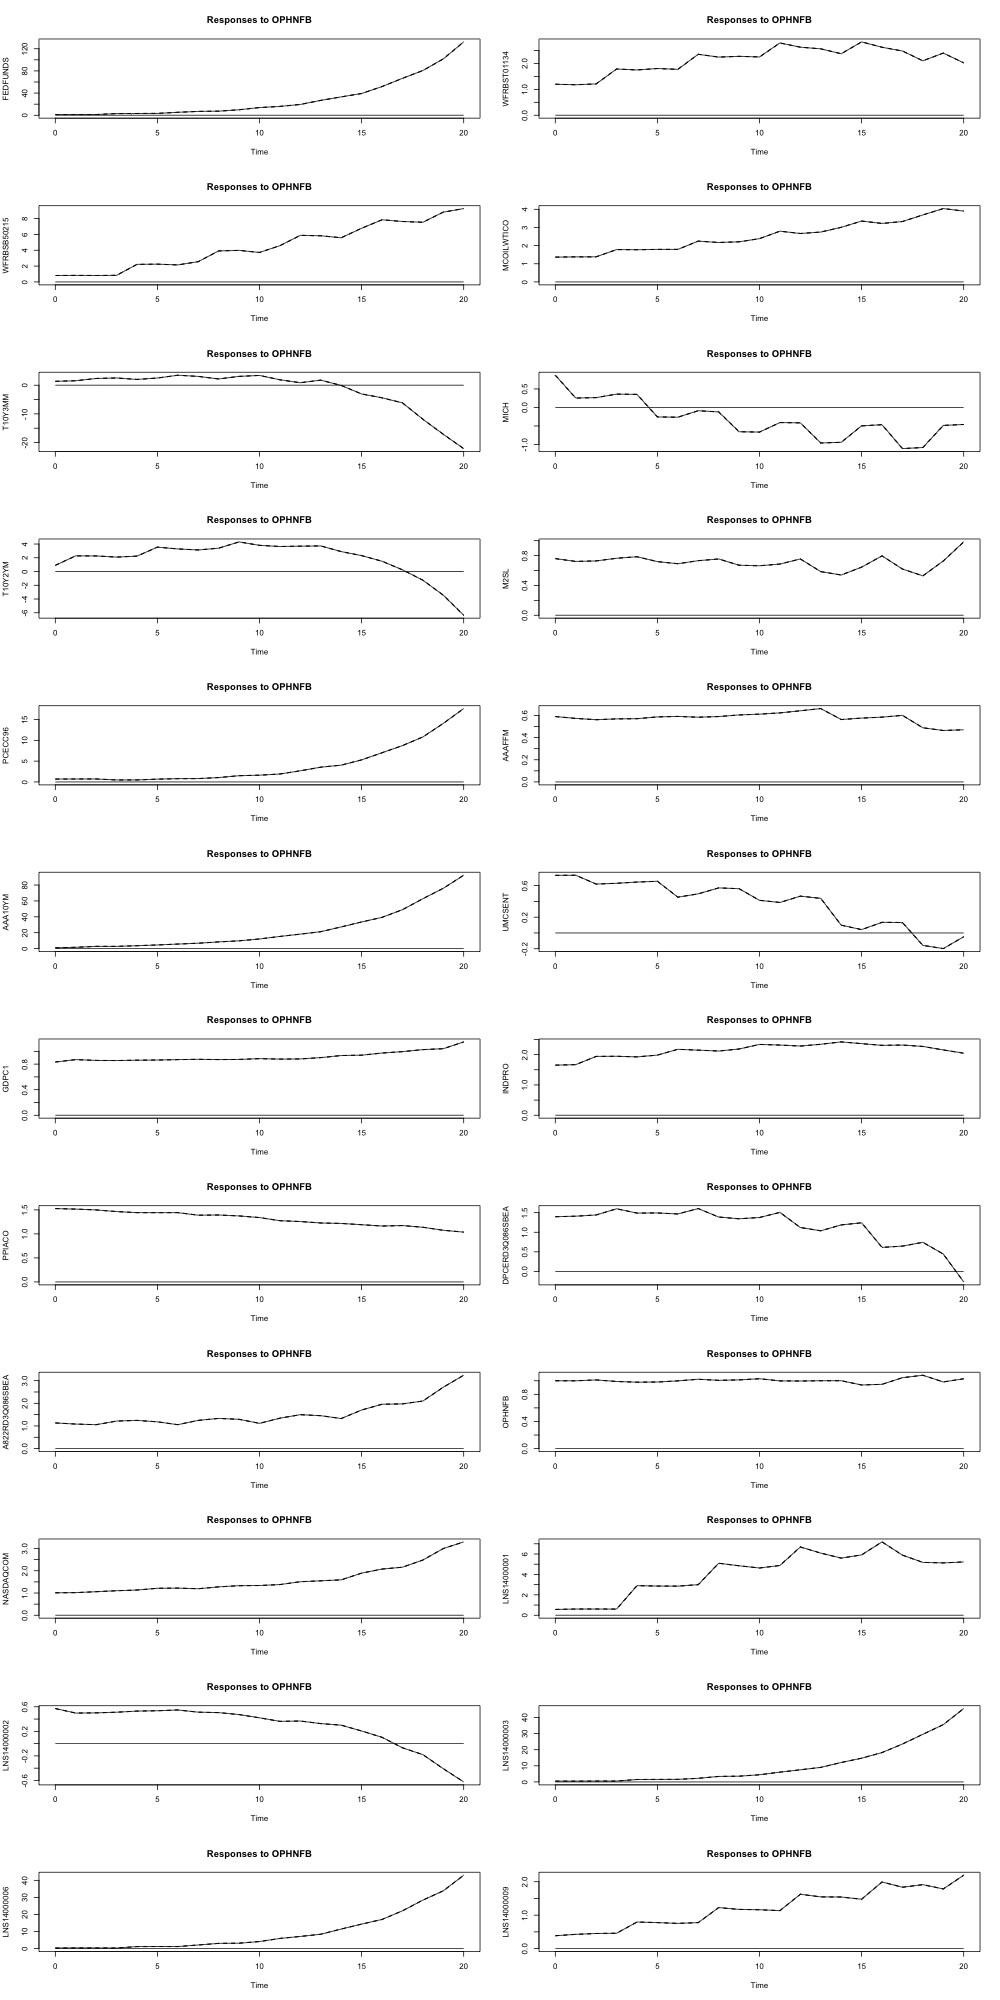 Responses to OPHNFB
FEDFUNDS
0 40 80 120
0 5 10 15 20
Time
Responses to OPHNFB
WFRBST01134
0.0 1.0 2.0
0 5 10 15 20
Time
Responses to OPHNFB
WFRBSB50215
0 2 4 6 8
0 5 10 15 20
Time
Responses to OPHNFB
MCOILWTICO
0 1 2 3 4
0 5 10 15 20
Time
Responses to OPHNFB
T10Y3MM
-20 -10 0
0 5 10 15 20
Time
Responses to OPHNFB
MICH
-1.0 0.0 0.5
0 5 10 15 20
Time
Responses to OPHNFB
T10Y2YM
-6 -4 -2 0 2 4
0 5 10 15 20
Time
Responses to OPHNFB
M2SL
0.0 0.4 0.8
0 5 10 15 20
Time
Responses to OPHNFB
PCECC96
0 5 10 15
0 5 10 15 20
Time
Responses to OPHNFB
AAAFFM
0.0 0.2 0.4 0.6
0 5 10 15 20
Time
Responses to OPHNFB
AAA10YM
0 20 40 60 80
0 5 10 15 20
Time
Responses to OPHNFB
UMCSENT
-0.2 0.2 0.6
0 5 10 15 20
Time
Responses to OPHNFB
GDPC1
0.0 0.4 0.8
0 5 10 15 20
Time
Responses to OPHNFB
INDPRO
0.0 1.0 2.0
0 5 10 15 20
Time
Responses to OPHNFB
PPIACO
0.0 0.5 1.0 1.5
0 5 10 15 20
Time
Responses to OPHNFB
DPCERD3Q086SBEA
0.0 0.5 1.0 1.5
0 5 10 15 20
Time
Responses to OPHNFB
A822RD3Q086SBEA
0.0 1.0 2.0 3.0
0 5 10 15 20
Time
Responses to OPHNFB
OPHNFB
0.0 0.4 0.8
0 5 10 15 20
Time
Responses to OPHNFB
NASDAQCOM
0.0 1.0 2.0 3.0
0 5 10 15 20
Time
Responses to OPHNFB
LNS14000001
0 2 4 6
0 5 10 15 20
Time
Responses to OPHNFB
LNS14000002
-0.6 -0.2 0.2 0.6
0 5 10 15 20
Time
Responses to OPHNFB
LNS14000003
0 10 20 30 40
0 5 10 15 20
Time
Responses to OPHNFB
LNS14000006
0 10 20 30 40
0 5 10 15 20
Time
Responses to OPHNFB
LNS14000009
0.0 1.0 2.0
0 5 10 15 20
Time